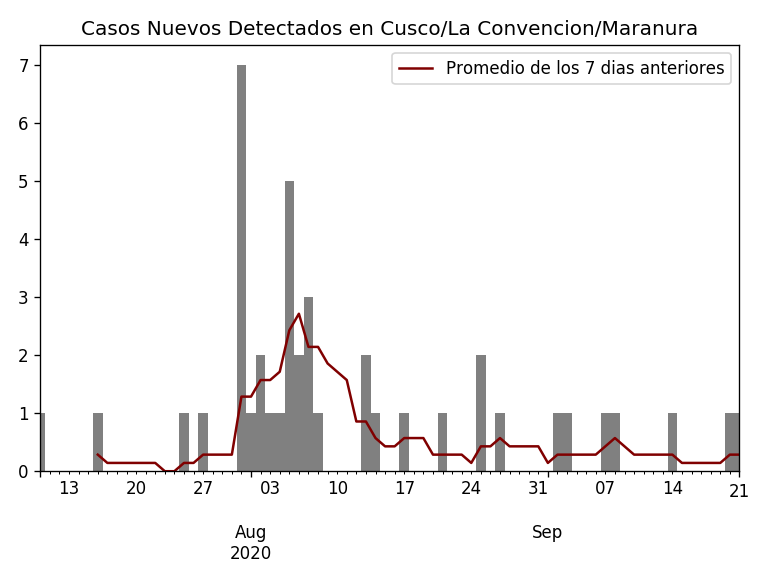 Casos Nuevos Detectados en Cusco/La Convencion/Maranura
Promedio de los 7 dias anteriores
7
6
5
4
3
2
1
0
13 20 27 03 10 17 24 31 07 14 21
Aug Sep
2020